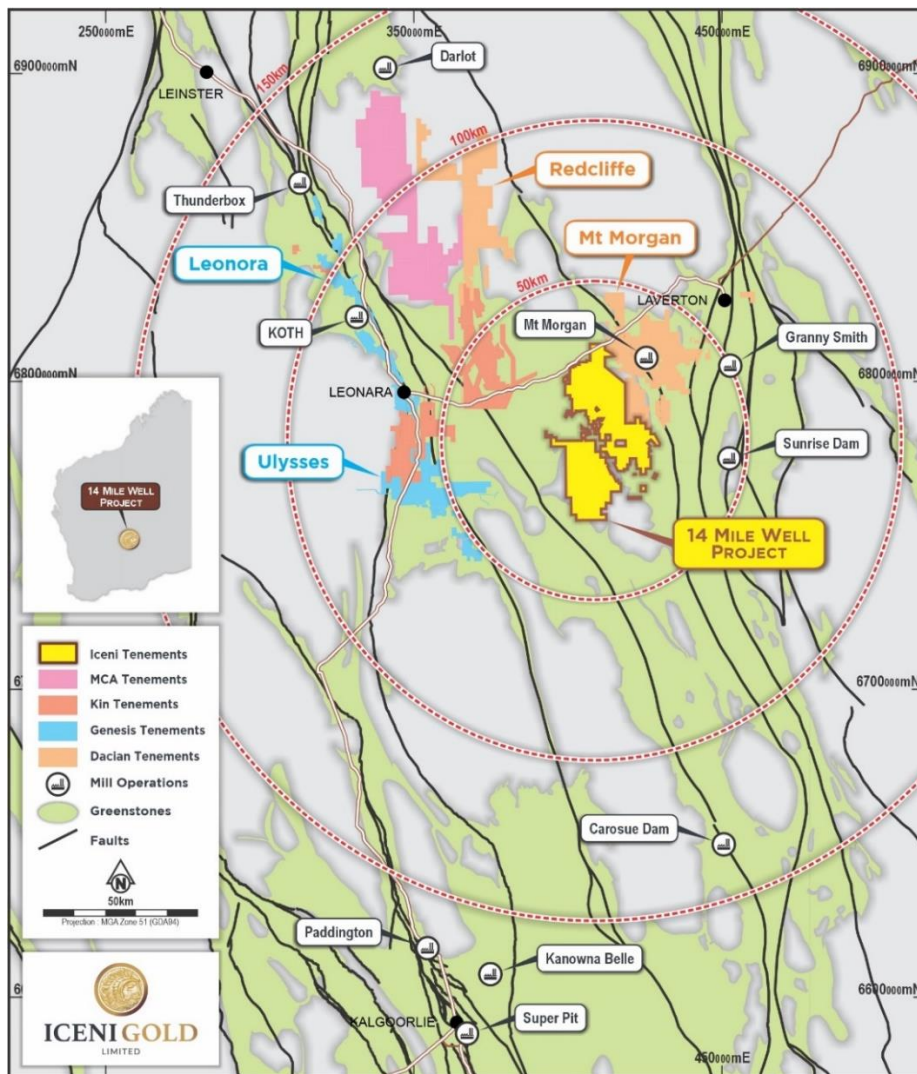 250000mE
350000mE
450000mE
6900000mN
6900000mN
LEINSTER
150km
Darlot
100km
Thunderbox
Redcliffe
Leonora
Mt Morgan
50km
LAVERTON
KOTH
Mt Morgan
Granny Smith
6800000mN
6800000mN
LEONARA
Sunrise Dam
Ulysses
14 MILE WELL
PROJECT
14 MILE WELL
PROJECT
Iceni Tenements
MCA Tenements
Kin Tenements
Genesis Tenements
Dacian Tenements
Mill Operations
Greenstones
Faults
N
50km
Projection : MGA Zone 51 (GDA94)
67
6700000mN
Carosue Dam
Paddington
Kanowna Belle
66
6600000mN
KALGOORLIE
Super Pit
450000mE
ICENI GOLD
LIMITED